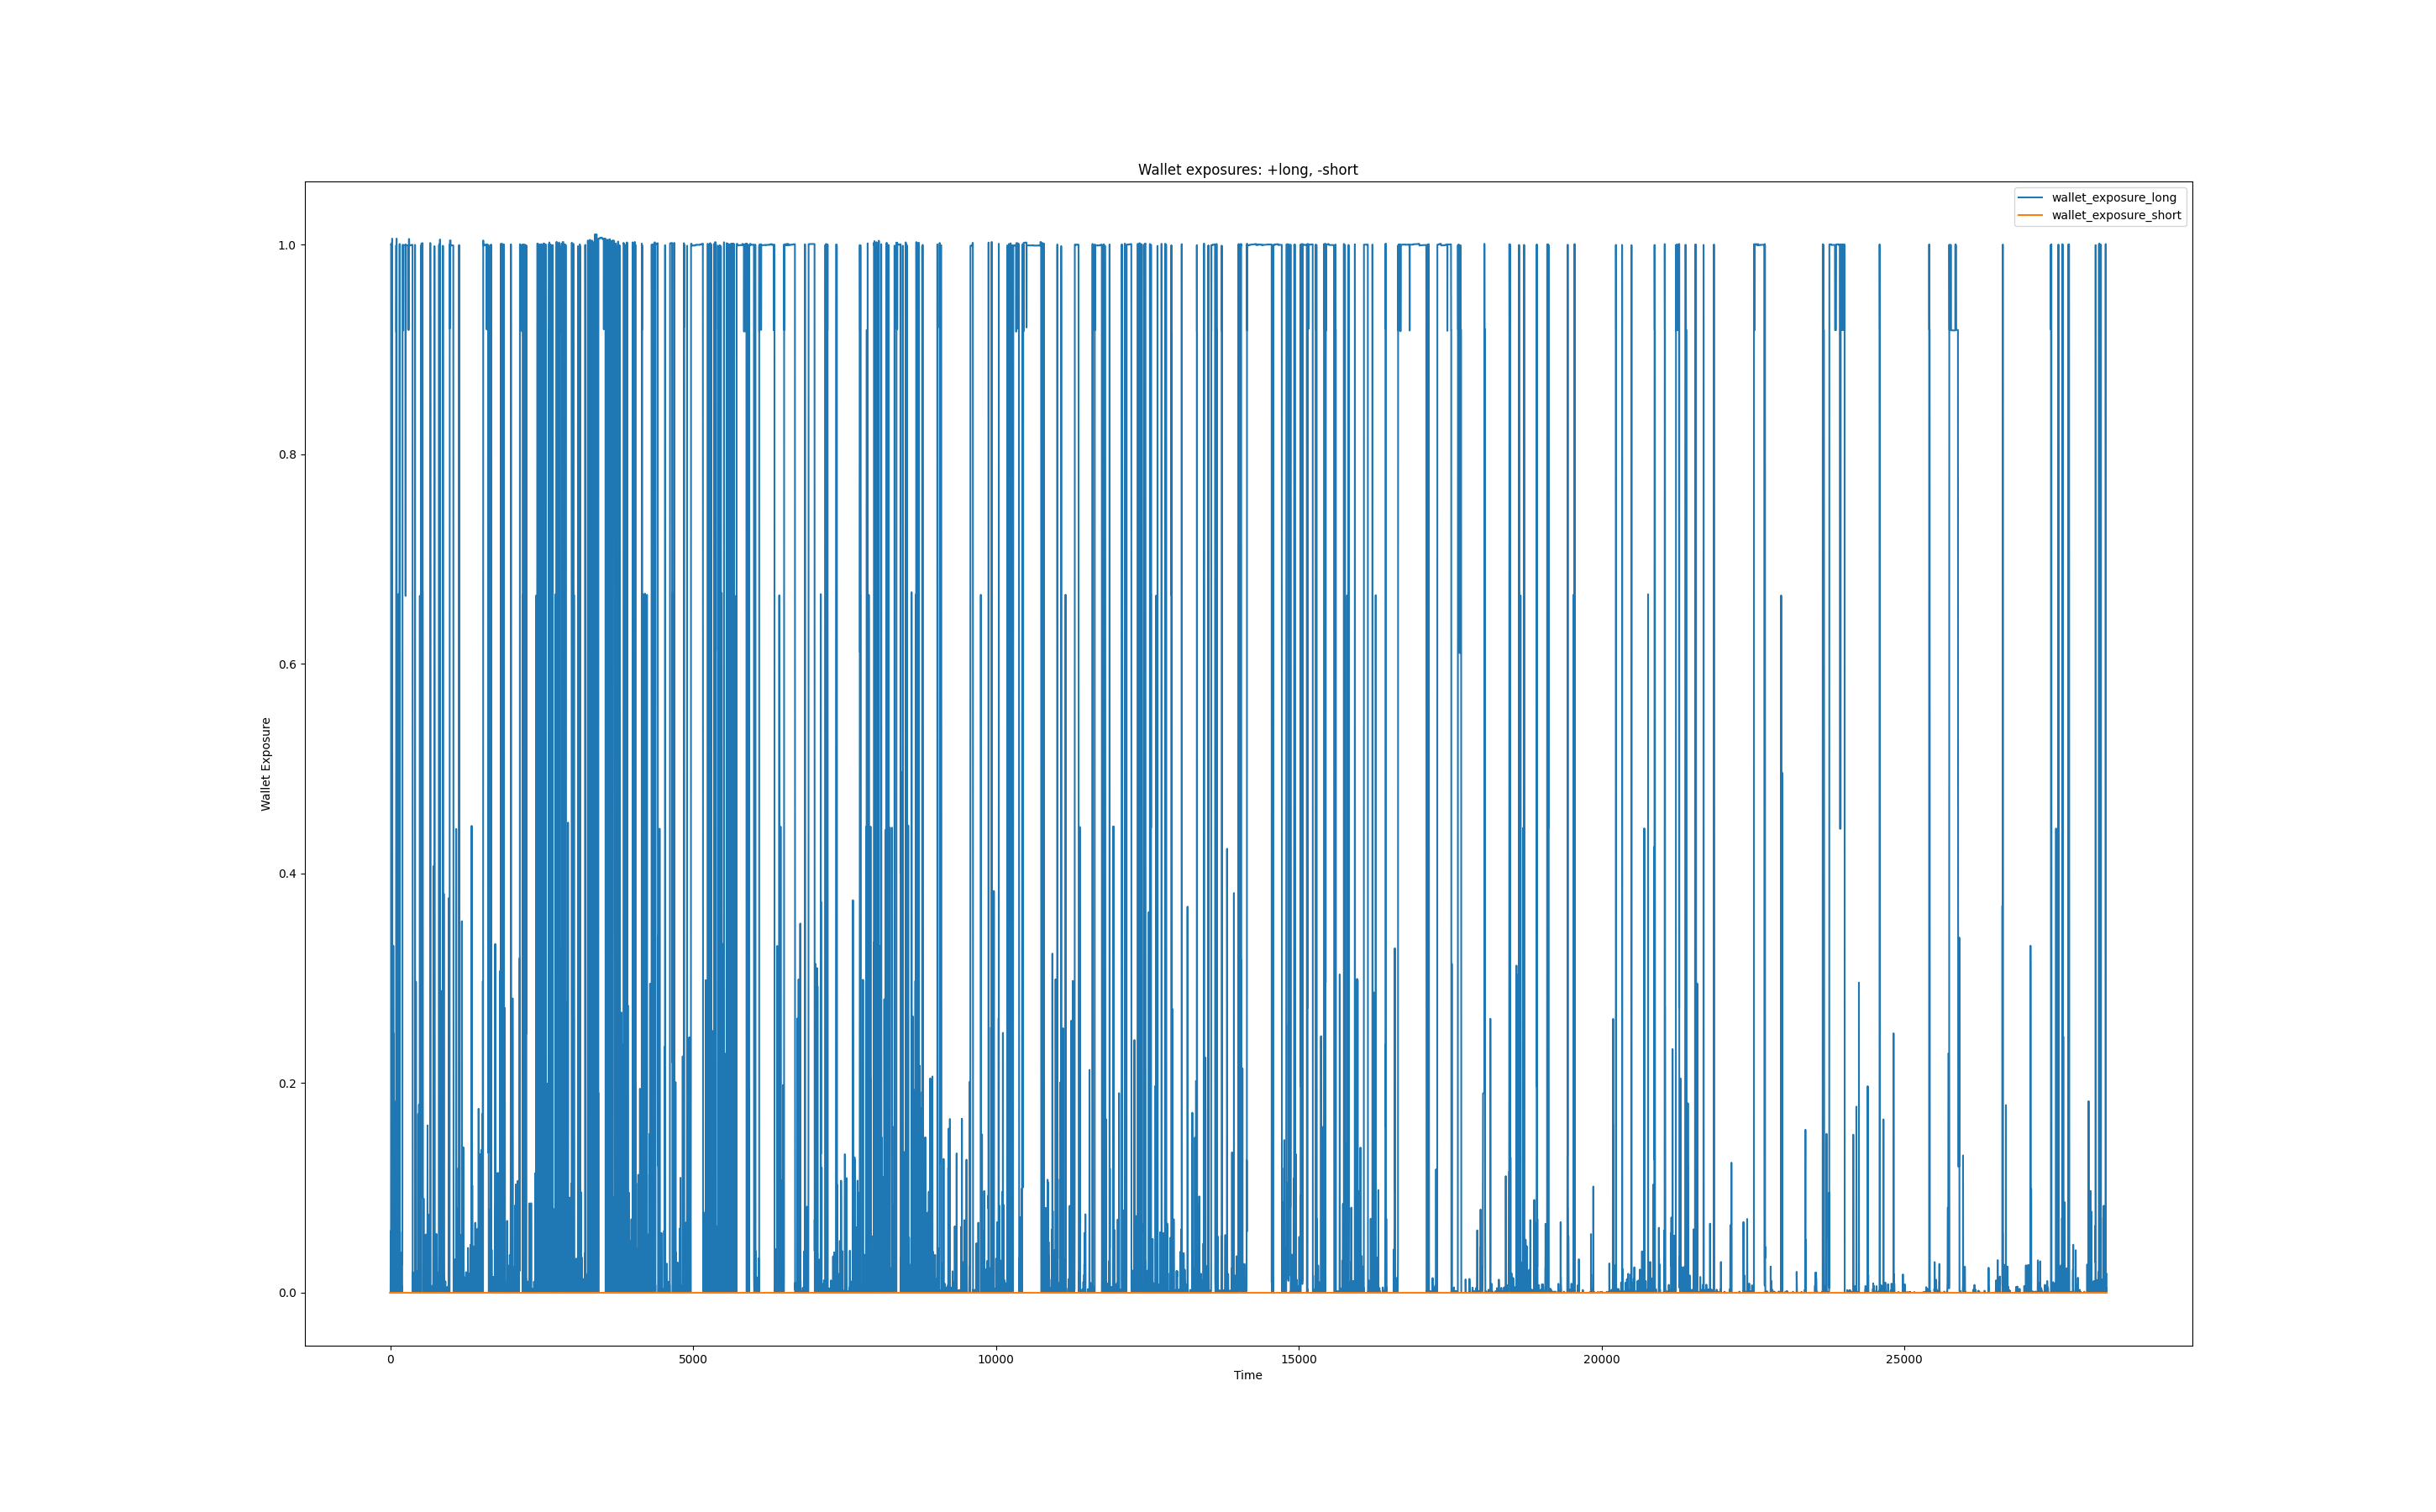 Wallet exposures: +long, -short
wallet_exposure_long
wallet_exposure_short
1.0
0.8
0.6
0.4
0.2
0.0
Wallet Exposure
0 5000 10000 15000 20000 25000
Time